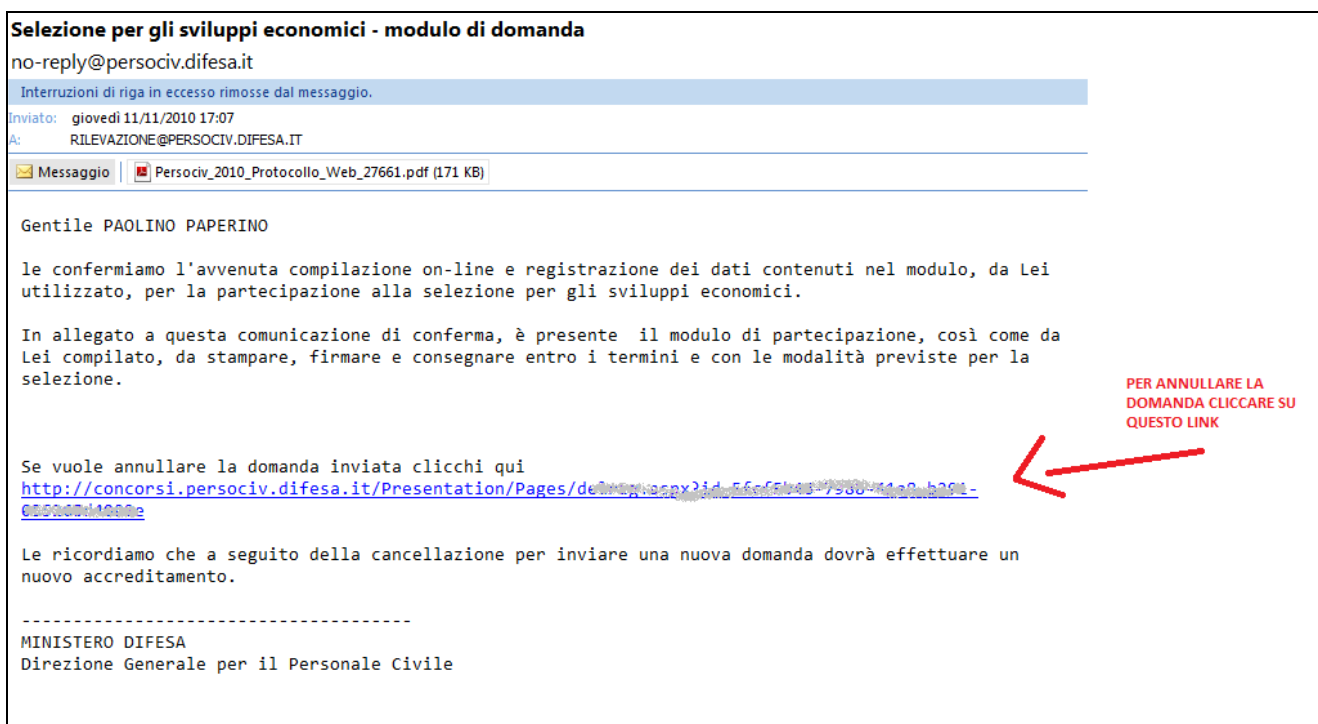 Selezione per gli sviluppi economici - modulo di domanda
no-reply@persociv.difesa.it
Interruzioni di riga in eccesso rimosse dal messaggio.
Inviato: giovedì 11/11/2010 17:07
A: RILEVAZIONE@PERSOCIV.DIFESA.IT
Messaggio Persociv_2010_Protocollo_Web_27661.pdf (171 KB)
Gentile PAOLINO PAPERINO
le confermiamo l'avvenuta compilazione on-line e registrazione dei dati contenuti nel modulo, da Lei
utilizzato, per la partecipazione alla selezione per gli sviluppi economici.
In allegato a questa comunicazione di conferma, è presente  il modulo di partecipazione, così come da
Lei compilato, da stampare, firmare e consegnare entro i termini e con le modalità previste per la
selezione.
PER ANNULLARE LA
DOMANDA CLICCARE SU
QUESTO LINK
Se vuole annullare la domanda inviata clicchi qui
http://concorsi.persociv.difesa.it/Presentation/Pages/
Le ricordiamo che a seguito della cancellazione per inviare una nuova domanda dovrà effettuare un
nuovo accreditamento.
--------------------------------------
MINISTERO DIFESA
Direzione Generale per il Personale Civile